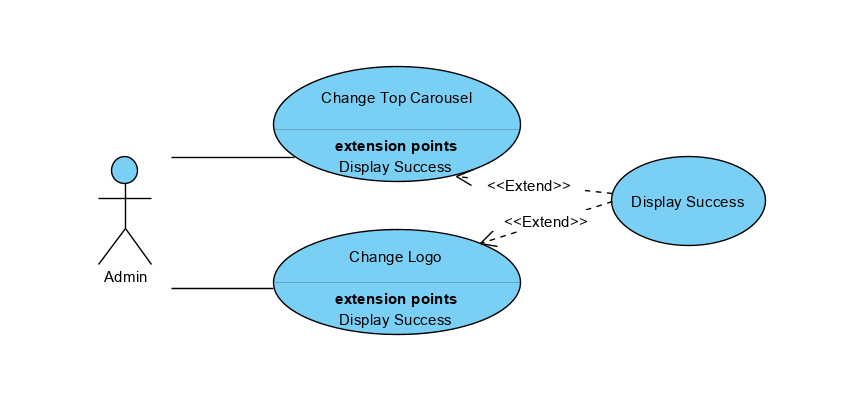 Change Top Carousel
extension points
Display Success
<<Extend>>
Display Success
<<Extend>>
Change Logo
Admin
extension points
Display Success